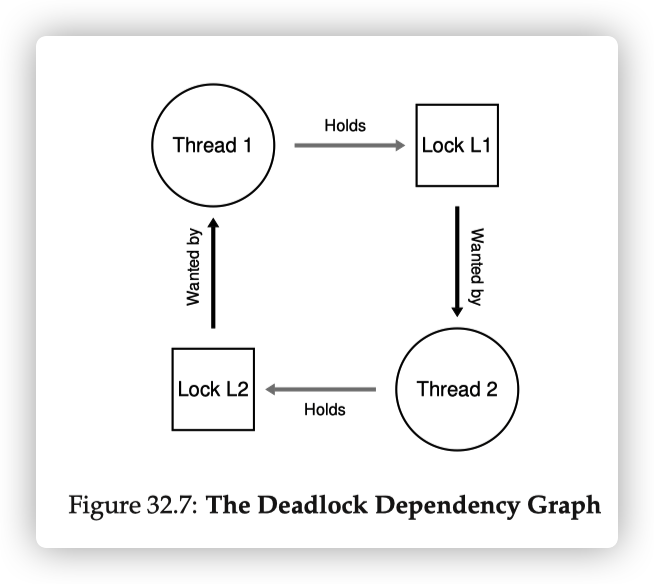 Holds
Thread 1
Lock L1
Wanted by
Wanted by
Lock L2
Thread 2
Holds
Figure 32.7: The Deadlock Dependency Graph